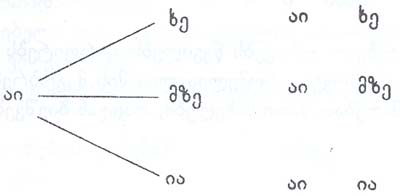 ხე აი ხე
აი მზე აი მზე
ია აი ია